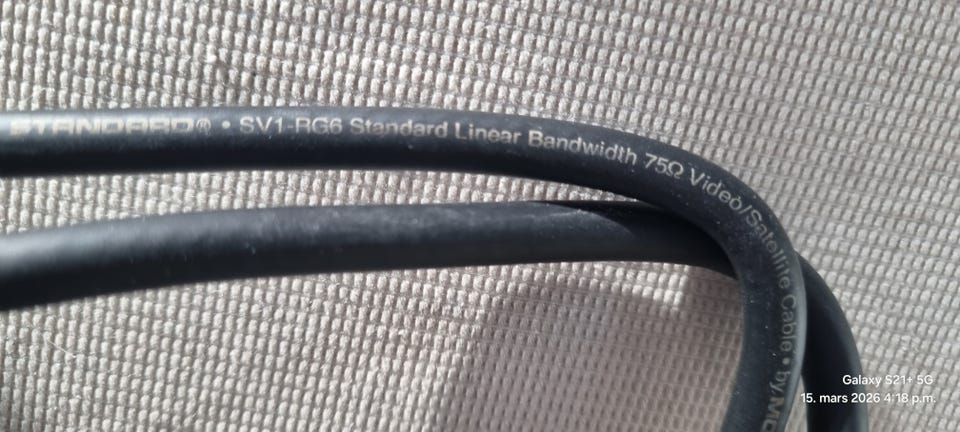 STANDARD® • SV1-RG6 Standard Linear Bandwidth 75Ω Video/Satellite Cable • by
Galaxy S21+ 5G
15. mars 2026 4:18 p.m.